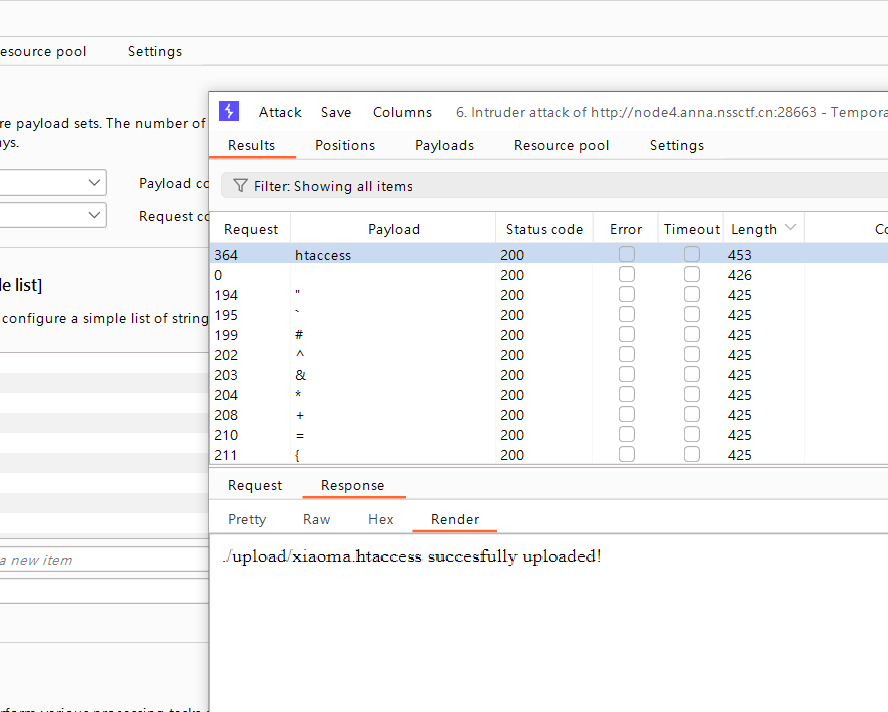 esource pool Settings
re payload sets. The number of
ys.
Payload co
Request co
le list]
configure a simple list of string
a new item
Attack Save Columns 6. Intruder attack of http://node4.anna.nssctf.cn:28663 - Tempora
Results Positions Payloads Resource pool Settings
Filter: Showing all items
Request Payload Status code Error Timeout Length Co
364 htaccess 200 453
0 200 426
194 " 200 425
195 ` 200 425
199 # 200 425
202 ^ 200 425
203 & 200 425
204 * 200 425
208 + 200 425
210 = 200 425
211 { 200 425
Request Response
Pretty Raw Hex Render
./upload/xiaoma.htaccess succesfully uploaded!